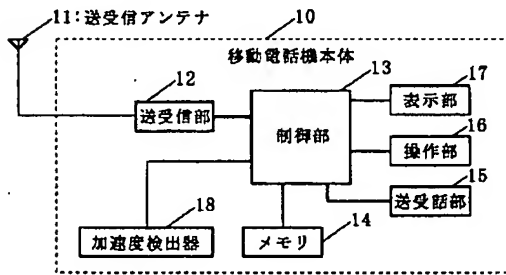 11:送受信アンテナ
10
移動電話機本体
12
送受信部
13
制御部
17
表示部
16
操作部
15
送受話部
18
加速度検出器
14
メモリ